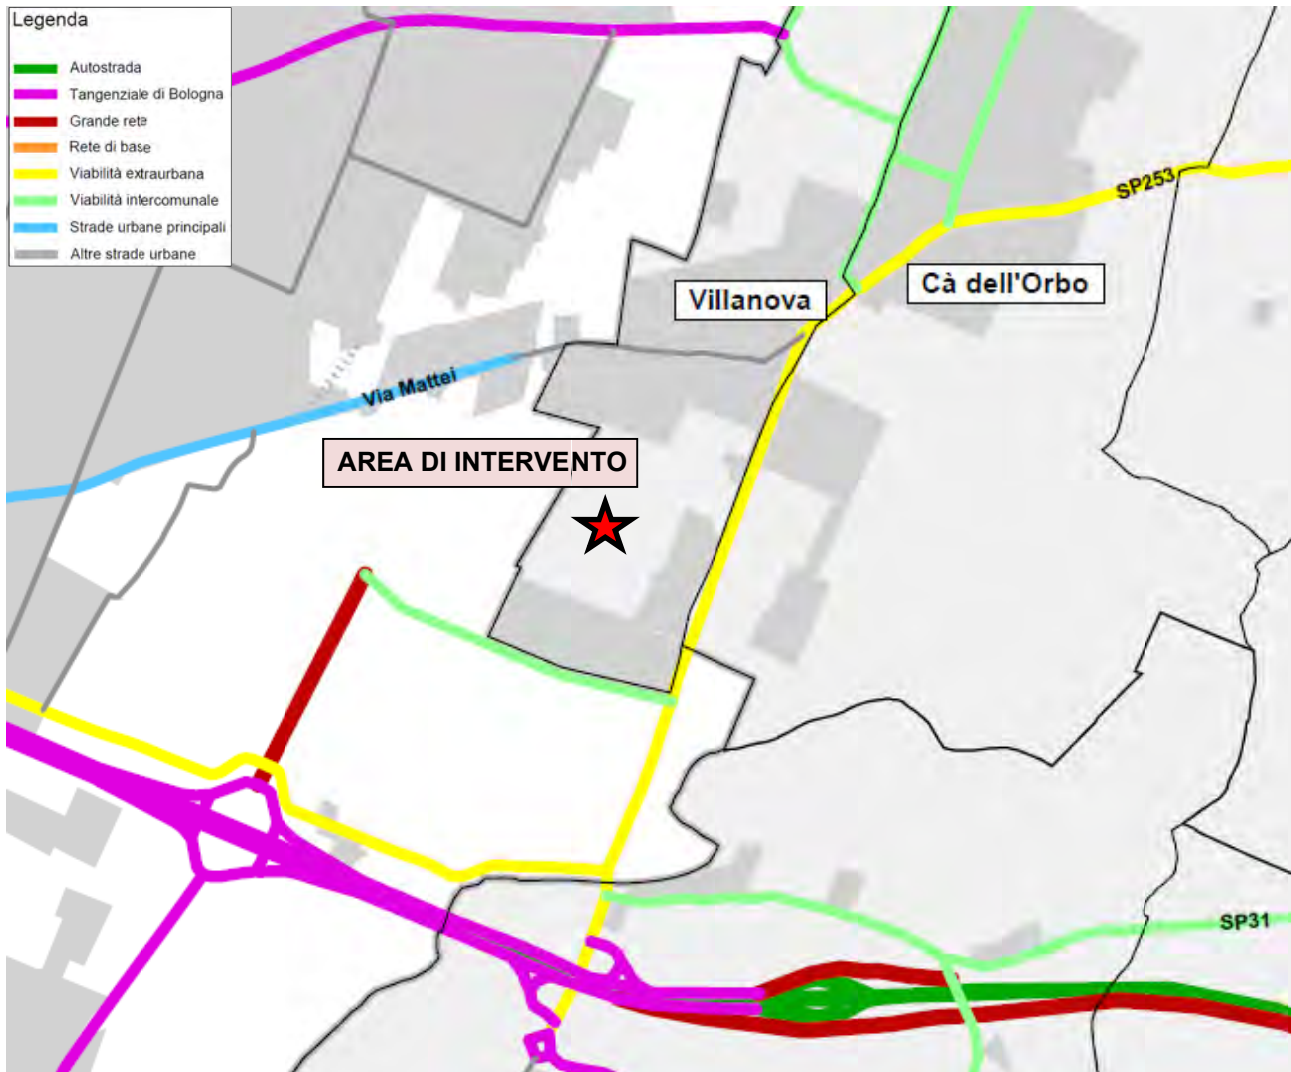 Legenda
Autostrada
Tangenziale di Bologna
Grande rete
Rete di base
Viabilità extraurbana
Viabilità intercomunale
Strade urbane principali
Altre strade urbane
SP253
Cà dell'Orbo
Villanova
Via Mattei
AREA DI INTERVENTO
SP31